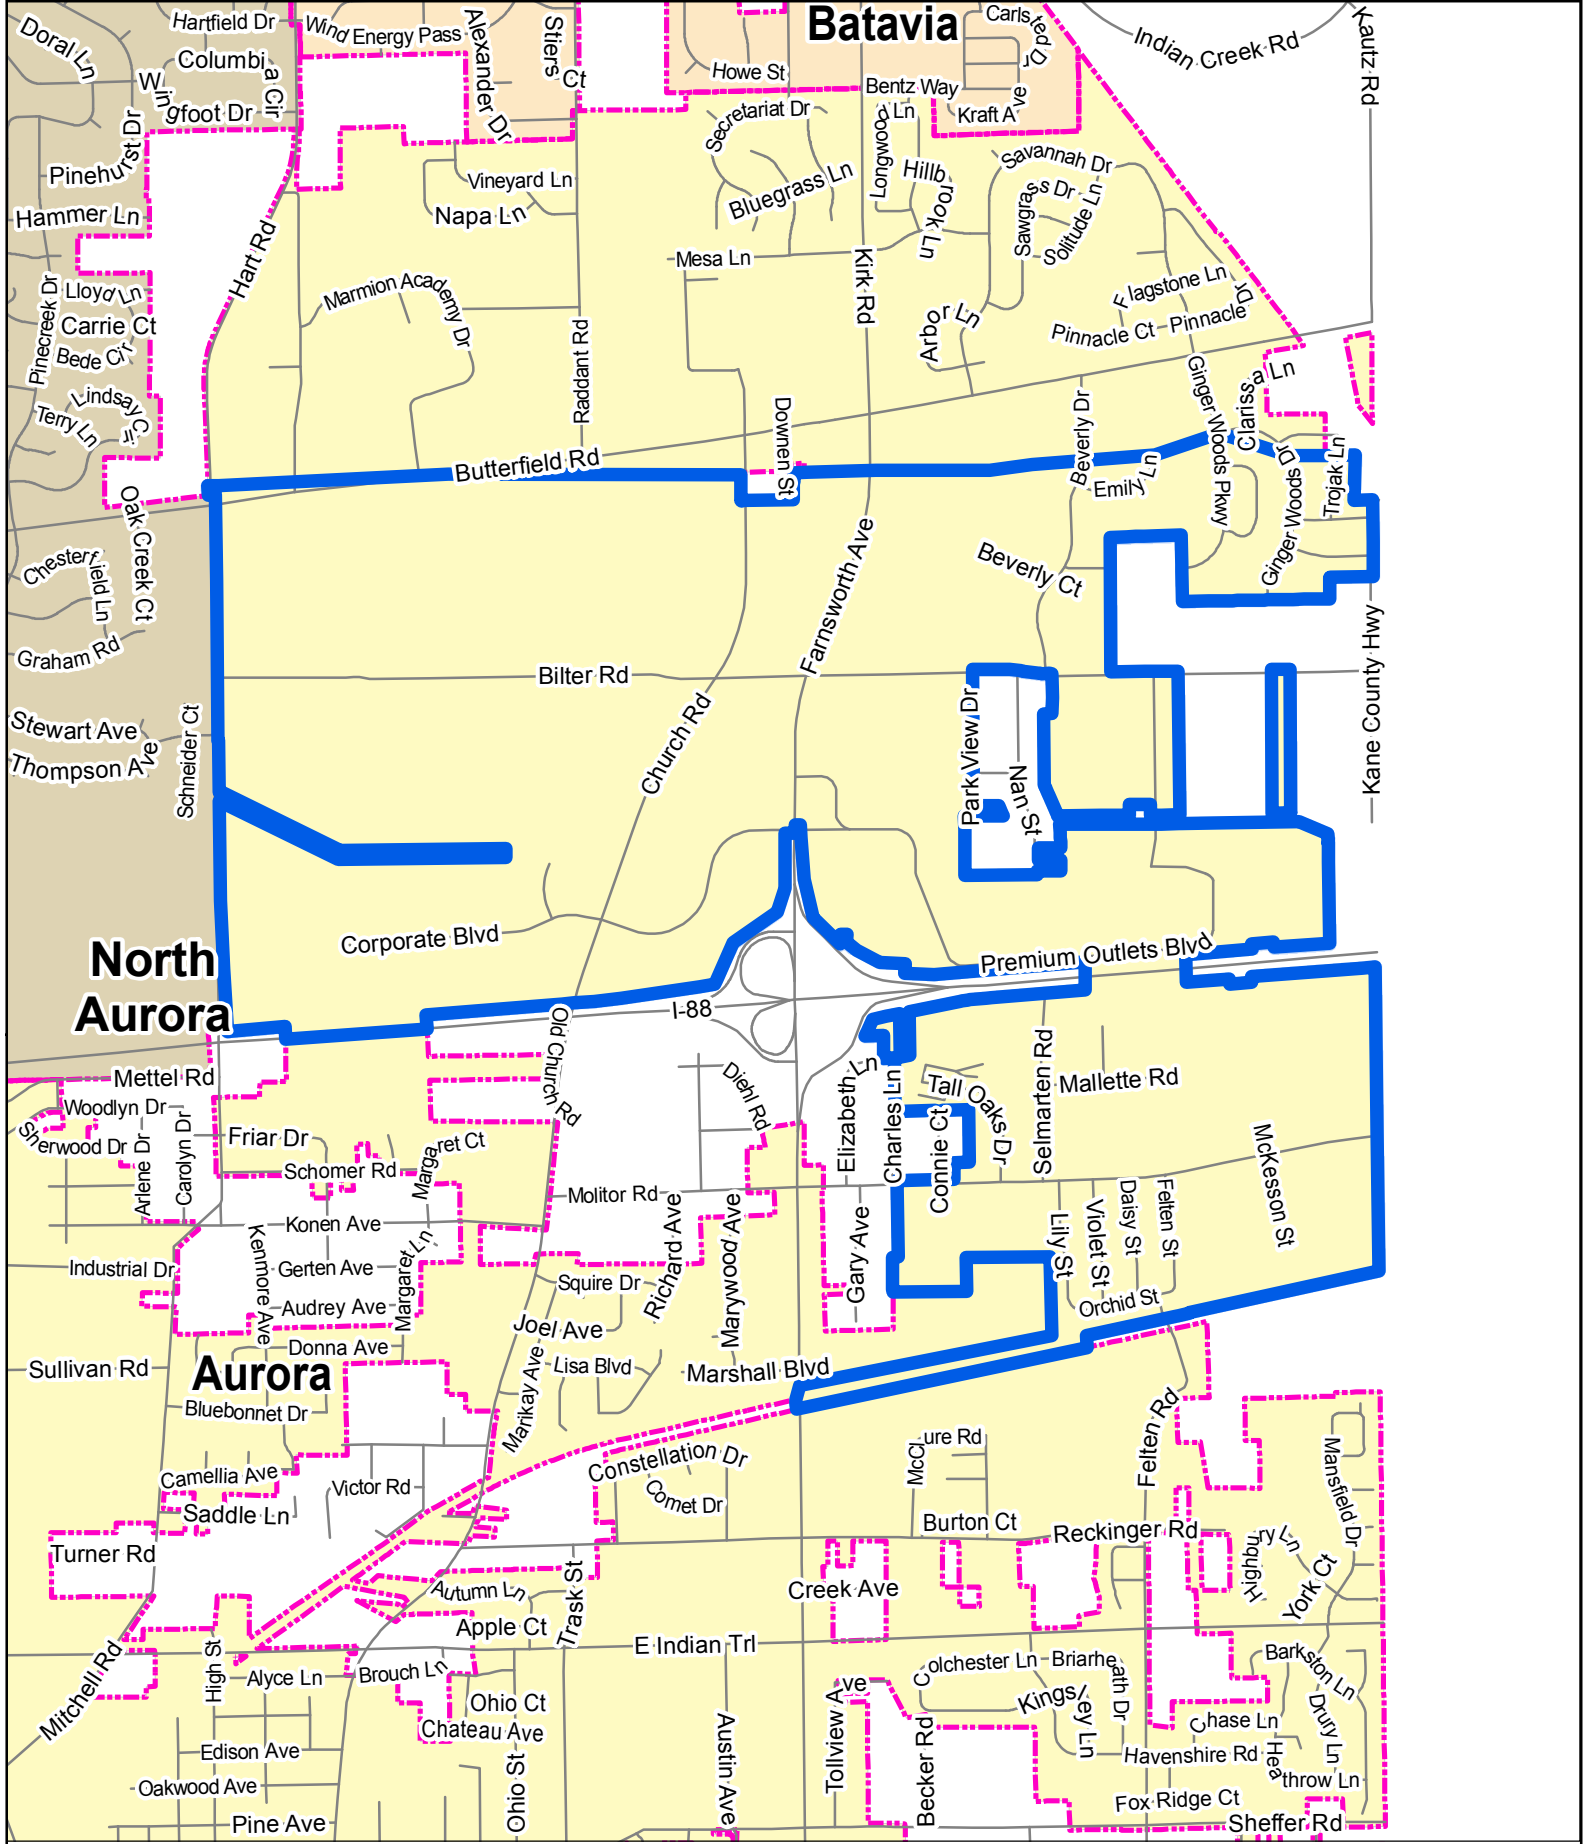 Doral Ln
Hartfield Dr
Wind Energy Pass
Alexander Dr
Stiers Ct
Batavia
Carlsted Dr
Indian Creek Rd
Kautz Rd
Columbia Cir
Wingfoot Dr
Howe St
Bentz Way
Kraft Ave
Secretariat Dr
Longwood Ln
Pinehurst Dr
Vineyard Ln
Bluegrass Ln
Hillbrook Ln
Savannah Dr
Sawgrass Dr
Solitude Ln
Hammer Ln
Napa Ln
Hart Rd
Mesa Ln
Kirk Rd
Pinecreek Dr
Lloyd Ln
Marmion Academy Dr
Flagstone Ln
Carrie Ct
Raddant Rd
Arbor Ln
Pinnacle Ct
Pinnacle Dr
Bede Cir
Lindsay Cir
Terry Ln
Downen St
Beverly Dr
Ginger Woods Pkwy
Clarissa Ln
Butterfield Rd
Emily Ln
Ginger Woods Dr
Trojak Ln
Oak Creek Ct
Chesterfield Ln
Farnsworth Ave
Beverly Ct
Graham Rd
Bilter Rd
Kane County Hwy
Stewart Ave
Schneider Ct
Church Rd
Park View Dr
Thompson Ave
Nan St
North
Aurora
Corporate Blvd
Premium Outlets Blvd
I-88
Old Church Rd
Mettel Rd
Diehl Rd
Elizabeth Ln
Charles Ln
Tall Oaks Dr
Selmarten Rd
Mallette Rd
Woodlyn Dr
Sherwood Dr
Arlene Dr
Carolyn Dr
Friar Dr
Margaret Ct
Connie Ct
McKesson St
Schomer Rd
Molitor Rd
Konen Ave
Kenmore Ave
Richard Ave
Marywood Ave
Gary Ave
Lily St
Violet St
Daisy St
Felten St
Industrial Dr
Gerten Ave
Margaret Ln
Squire Dr
Audrey Ave
Orchid St
Joel Ave
Donna Ave
Sullivan Rd
Aurora
Marikay Ave
Lisa Blvd
Marshall Blvd
Bluebonnet Dr
Felten Rd
Constellation Dr
McClure Rd
Mansfield Dr
Camellia Ave
Victor Rd
Comet Dr
Saddle Ln
Burton Ct
Reckinger Rd
Turner Rd
Highbury Ln
York Ct
Autumn Ln
Trask St
Creek Ave
Apple Ct
E Indian Trl
Mitchell Rd
High St
Alyce Ln
Brouch Ln
Colchester Ln
Briarheath Dr
Barkston Ln
Tollview Ave
Kingsley Ln
Ohio Ct
Chateau Ave
Austin Ave
Becker Rd
Chase Ln
Drury Ln
Edison Ave
Havenshire Rd
Heathrow Ln
Oakwood Ave
Ohio St
Fox Ridge Ct
Pine Ave
Sheffer Rd